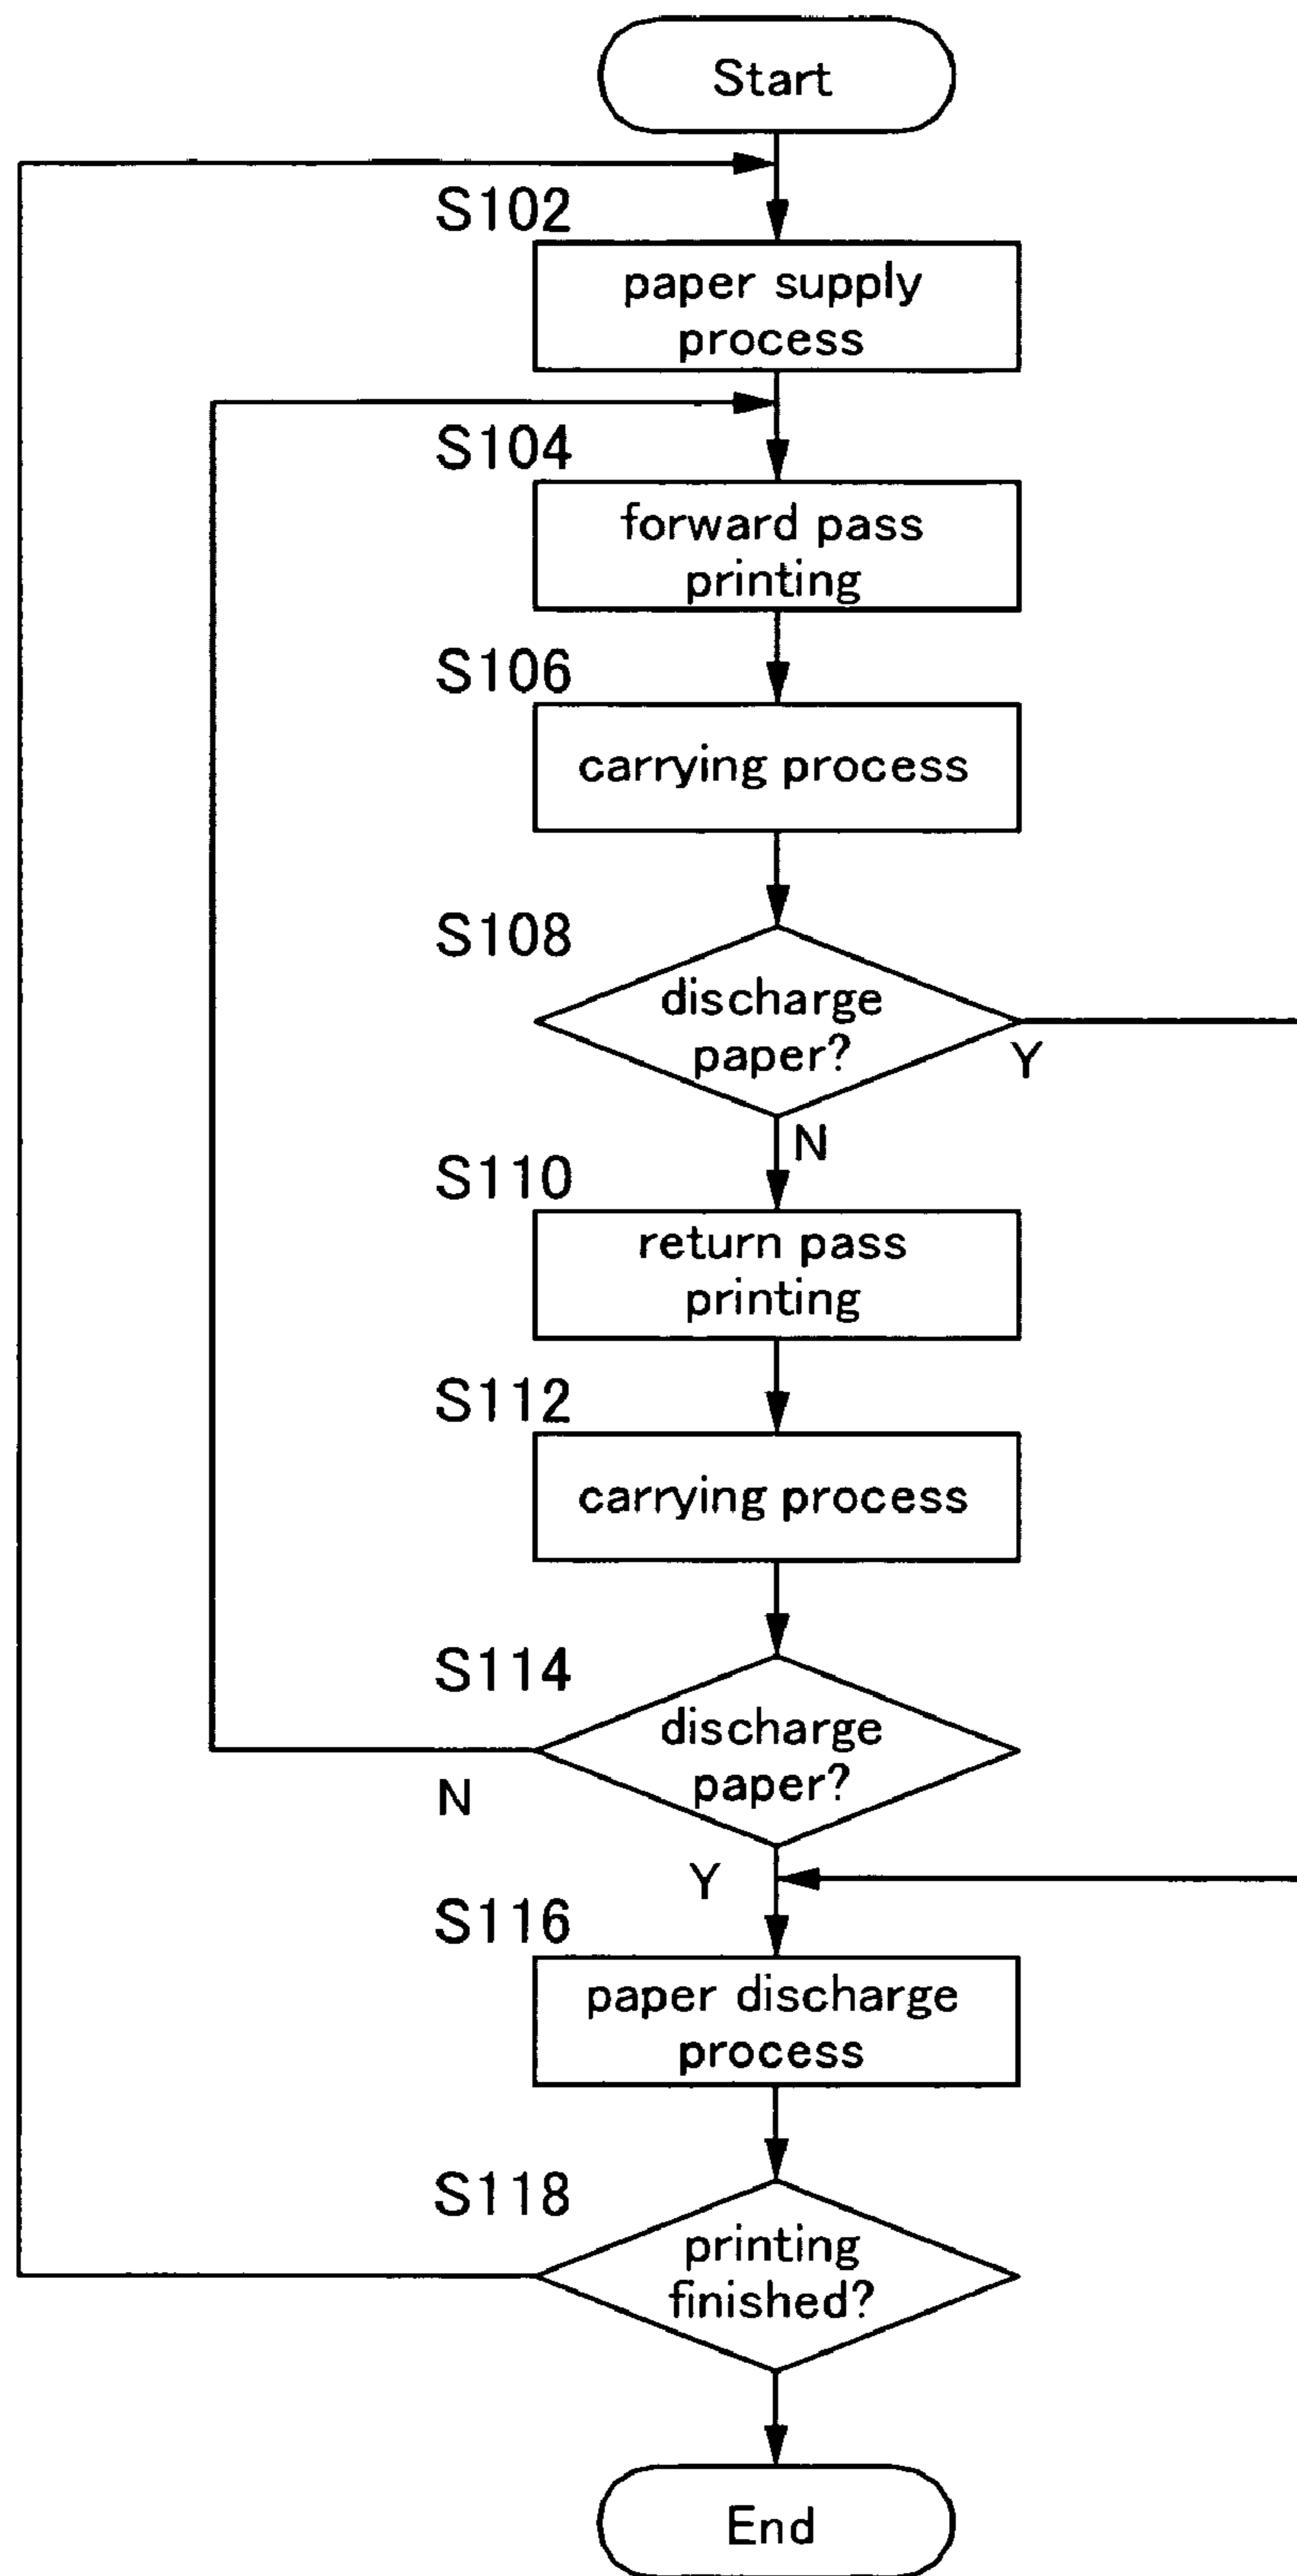 Start
S102
paper supply
process
S104
forward pass
printing
S106
carrying process
S108
discharge
paper?
Y
N
S110
return pass
printing
S112
carrying process
S114
discharge
paper?
N
Y
S116
paper discharge
process
S118
printing
finished?
End